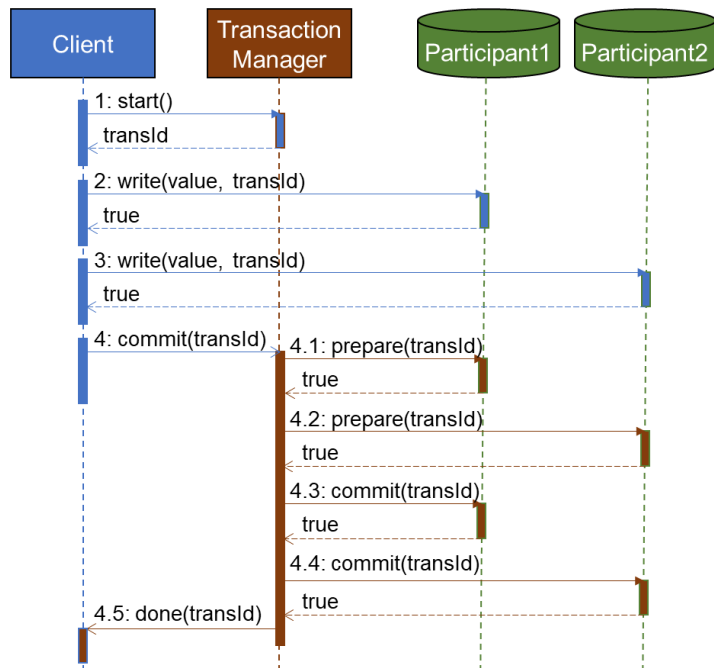 Client
Transaction
Manager
Participant1
Participant2
1: start()
transId
2: write(value, transId)
true
3: write(value, transId)
true
4: commit(transId)
4.1: prepare(transId)
true
4.2: prepare(transId)
true
4.3: commit(transId)
true
4.4: commit(transId)
true
4.5: done(transId)